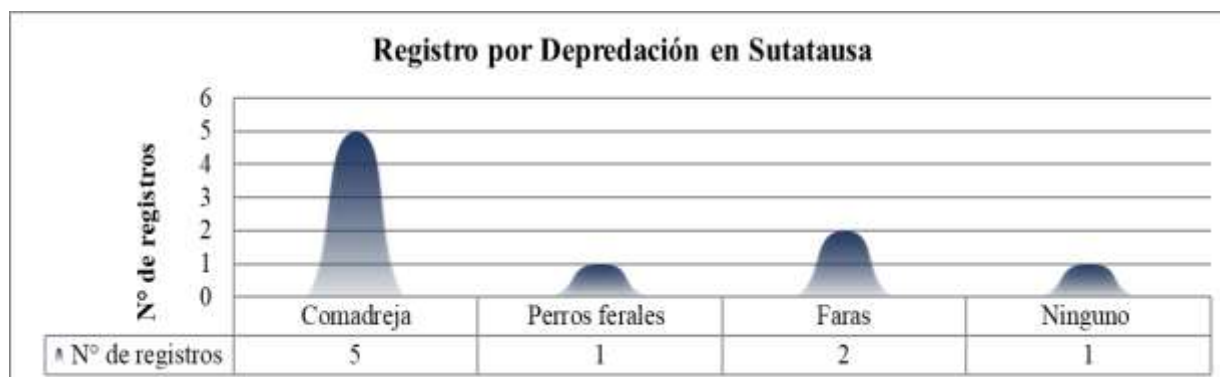 Registro por Depredación en Sutatausa
N° de registros
6
5
4
3
2
1
0
Comadreja Perros ferales Faras Ninguno
N° de registros 5 1 2 1